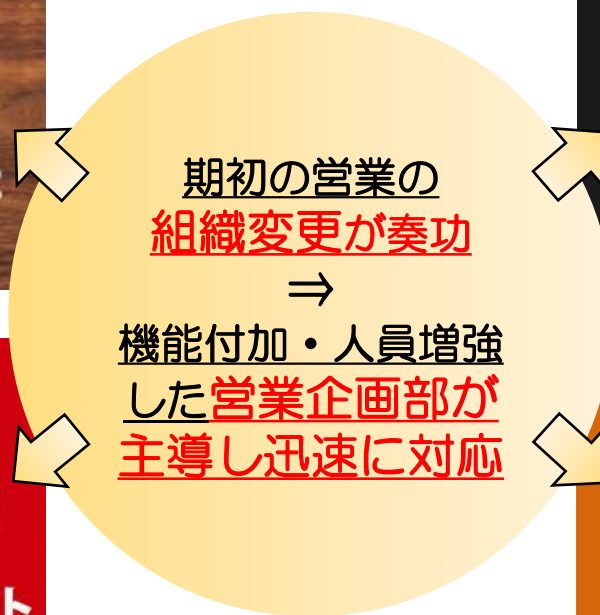 期初の営業の
組織変更が奏功
⇒
機能付加・人員増強
した営業企画部が
主導し迅速に対応
ト